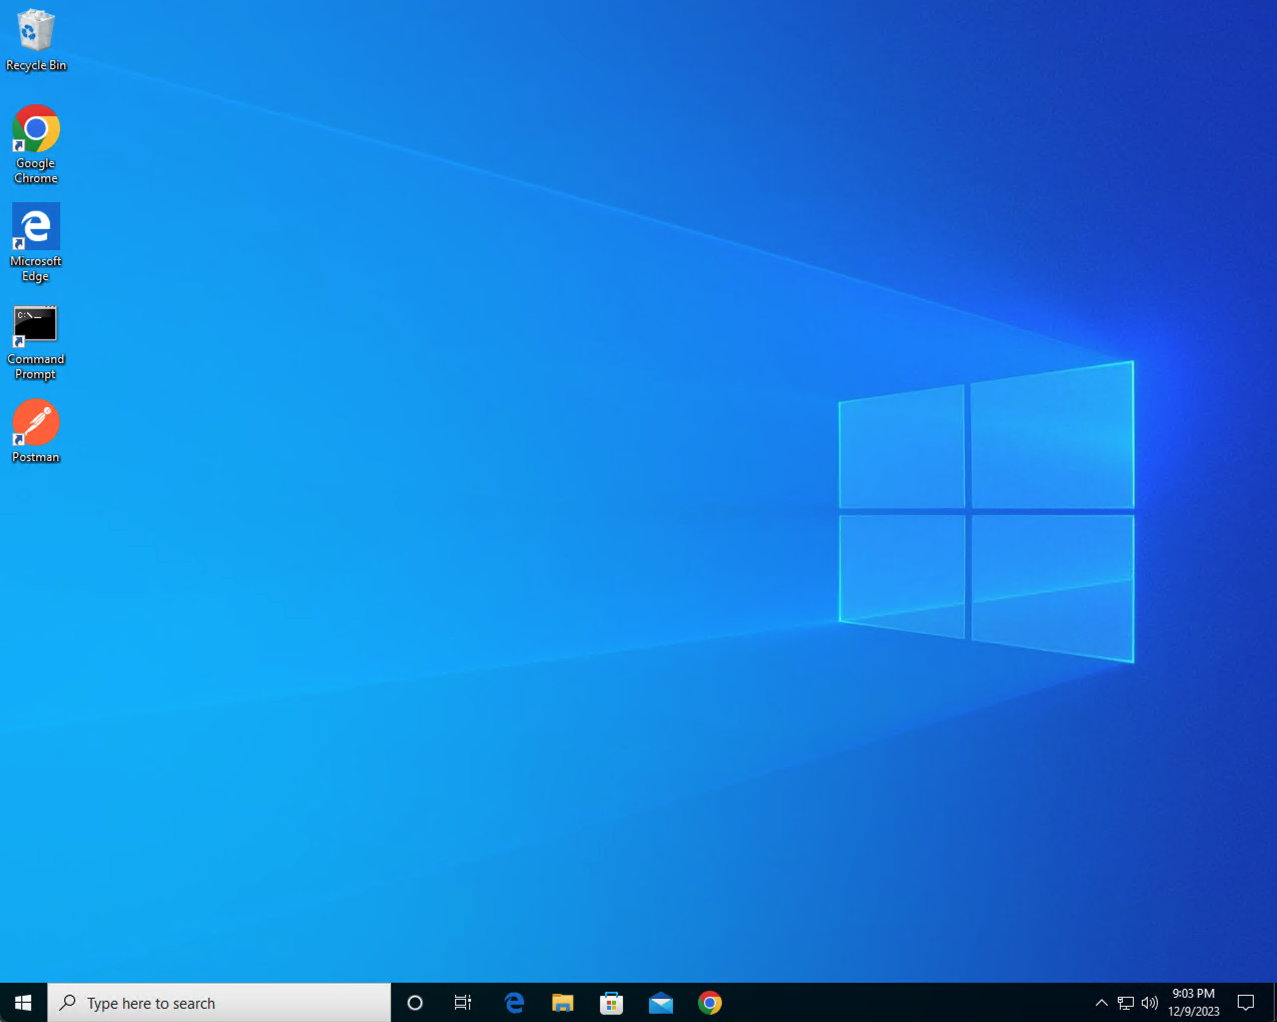 Recycle Bin
Google
Chrome
Microsoft
Edge
C:\._
Command
Prompt
Postman
Type here to search
9:03 PM
12/9/2023